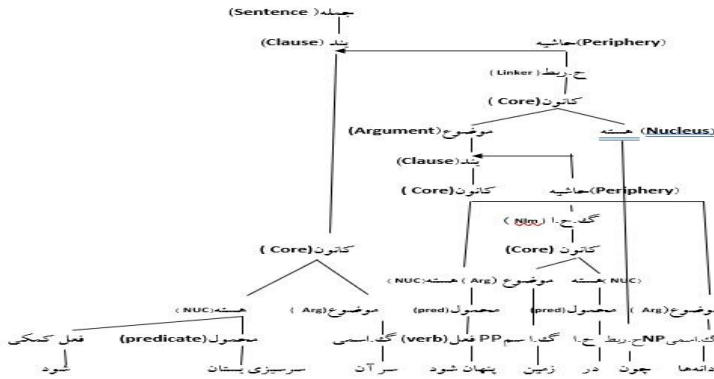 جمله (Sentence)
بند (Clause) حاشیه (Periphery)
ح.ربط (Linker)
کانون (Core)
موضوع (Argument) هسته (Nucleus)
بند (Clause)
کانون (Core) حاشیه (Periphery)
گ.ح.ا (Nlm)
کانون (Core) کانون (Core)
هسته (NUC) موضوع (Arg) هسته (NUC)
هسته (NUC) موضوع (Arg) محمول (pred) محمول (pred) موضوع (Arg)
فعل کمکی محمول (predicate) گ.اسمی فعل (verb) گ.ا سم PP ح.ا ح.ربط گ.اسمی NP
شود سرسبزی بستان سر آن پنهان شود زمین در چون دانه‌ها